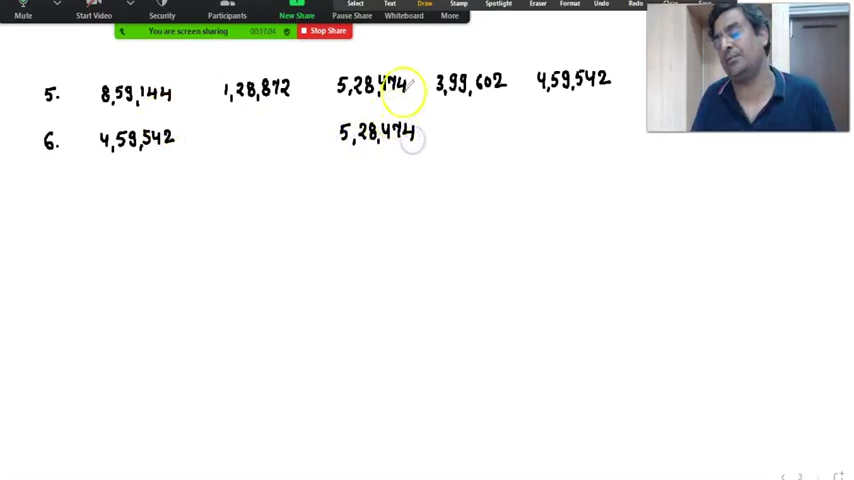 Mute Start Video Security Participants New Share Pause Share
Select Text Draw Stamp Spotlight Eraser Format
Whiteboard More
You are screen sharing 00:17:04 Stop Share
5. 8,59,144 1,28,872 5,28,474 3,99,602 4,59,542
6. 4,59,542 5,28,474
3